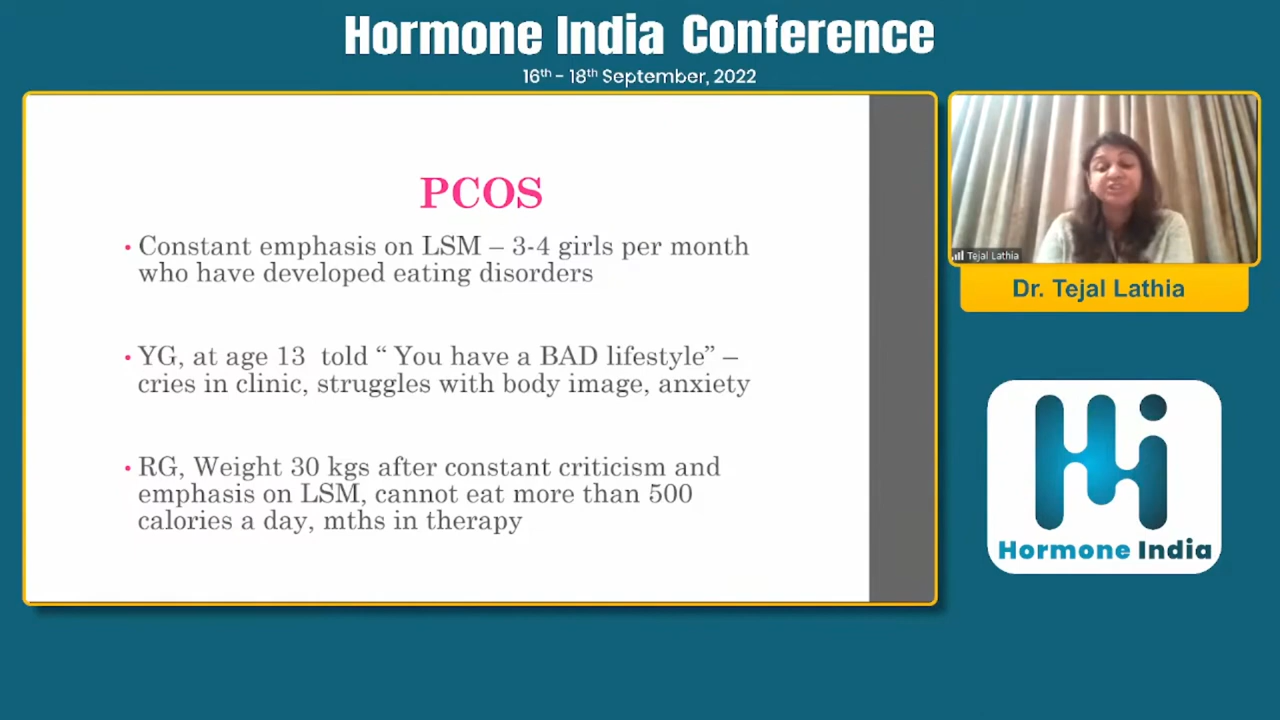 Hormone India Conference
16th - 18th September, 2022
PCOS
• Constant emphasis on LSM – 3-4 girls per month
who have developed eating disorders
• YG, at age 13 told “ You have a BAD lifestyle” –
cries in clinic, struggles with body image, anxiety
• RG, Weight 30 kgs after constant criticism and
emphasis on LSM, cannot eat more than 500
calories a day, mths in therapy
Tejal Lathia
Dr. Tejal Lathia
Hi
Hormone India